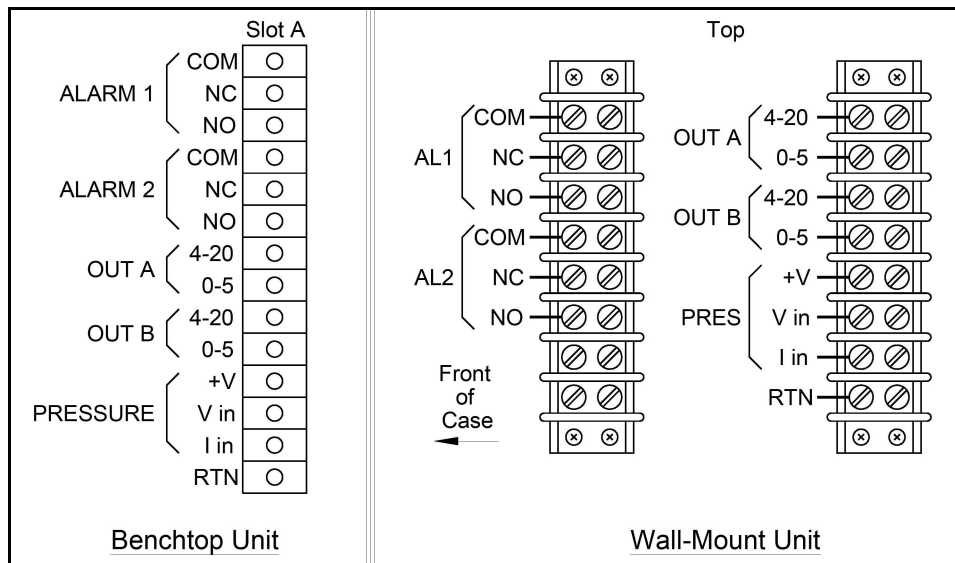 Slot A
ALARM 1
COM
NC
NO
ALARM 2
COM
NC
NO
OUT A
4-20
0-5
OUT B
4-20
0-5
PRESSURE
+V
V in
I in
RTN
Benchtop Unit
Top
AL1
COM
NC
NO
AL2
COM
NC
NO
Front
of
Case
OUT A
4-20
0-5
OUT B
4-20
0-5
PRES
+V
V in
I in
RTN
Wall-Mount Unit